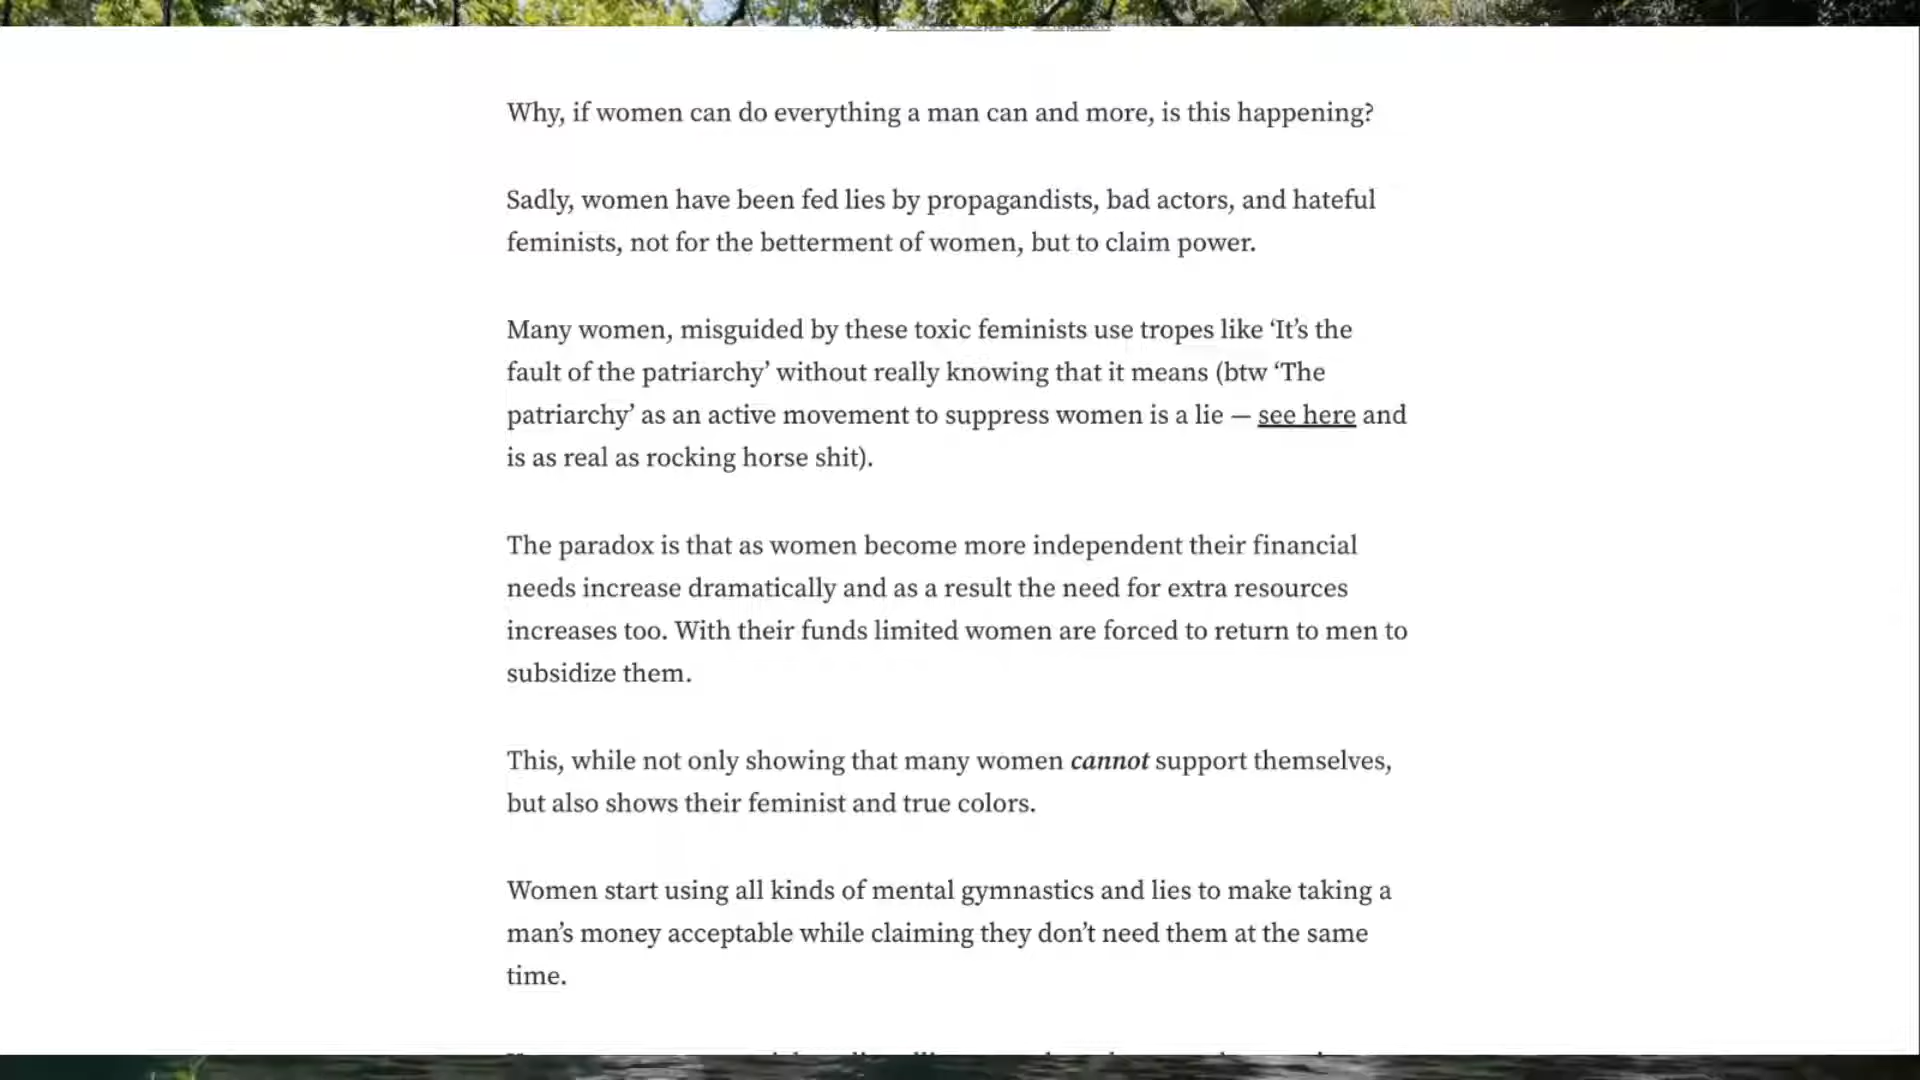 Why, if women can do everything a man can and more, is this happening?
Sadly, women have been fed lies by propagandists, bad actors, and hateful
feminists, not for the betterment of women, but to claim power.
Many women, misguided by these toxic feminists use tropes like ‘It’s the
fault of the patriarchy’ without really knowing that it means (btw ‘The
patriarchy’ as an active movement to suppress women is a lie — see here and
is as real as rocking horse shit).
The paradox is that as women become more independent their financial
needs increase dramatically and as a result the need for extra resources
increases too. With their funds limited women are forced to return to men to
subsidize them.
This, while not only showing that many women cannot support themselves,
but also shows their feminist and true colors.
Women start using all kinds of mental gymnastics and lies to make taking a
man’s money acceptable while claiming they don’t need them at the same
time.